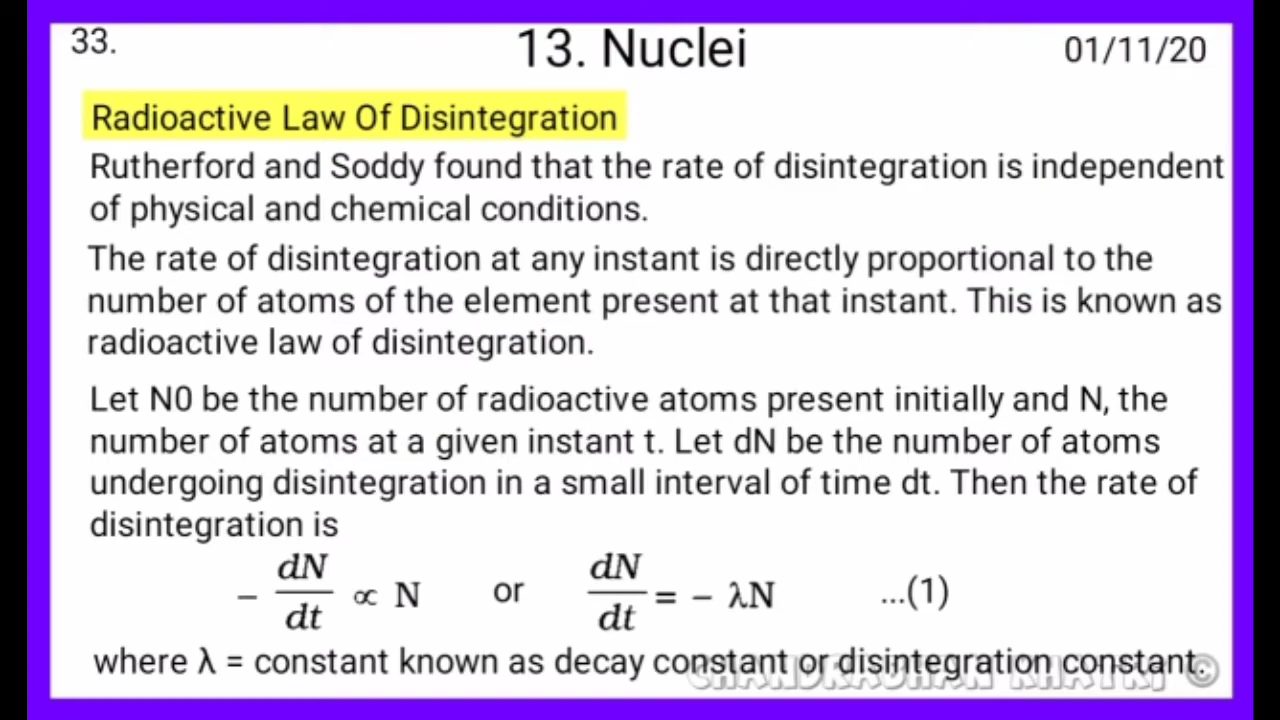 33.
13. Nuclei
01/11/20
Radioactive Law Of Disintegration
Rutherford and Soddy found that the rate of disintegration is independent
of physical and chemical conditions.
The rate of disintegration at any instant is directly proportional to the
number of atoms of the element present at that instant. This is known as
radioactive law of disintegration.
Let N0 be the number of radioactive atoms present initially and N, the
number of atoms at a given instant t. Let dN be the number of atoms
undergoing disintegration in a small interval of time dt. Then the rate of
disintegration is
− dN/dt ∝ N or dN/dt = − λN ...(1)
where λ = constant known as decay constant or disintegration constant.
©